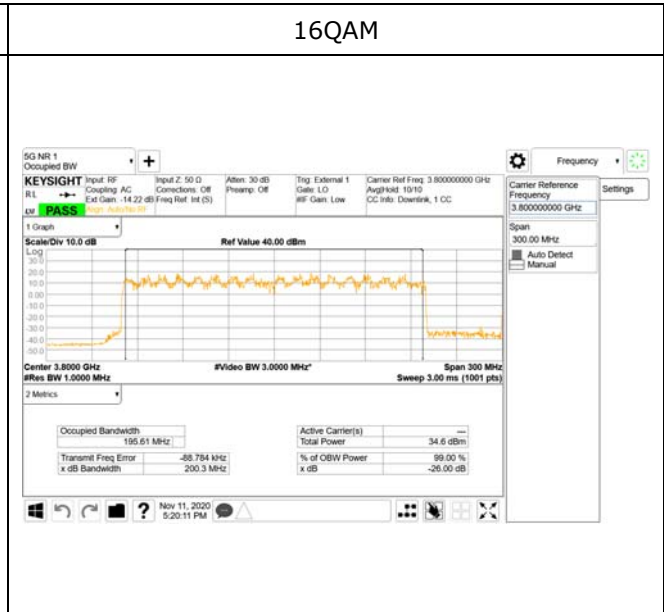 16QAM
5G NR 1
Occupied BW
Frequency
KEYSIGHT
RL
PASS
Input: RF
Coupling: AC
Ext Gain: -14.22 dB
Align: Auto/No RF
Input Z: 50 Ω
Corrections: Off
Freq Ref: Int (S)
Atten: 30 dB
Preamp: Off
Trig: External 1
Gate: LO
#IF Gain: Low
Carrier Ref Freq: 3.800000000 GHz
Avg|Hold: 10/10
CC Info: Downlink, 1 CC
Carrier Reference
Frequency
3.800000000 GHz
Settings
Span
300.00 MHz
Auto Detect
Manual
1 Graph
Scale/Div 10.0 dB
Ref Value 40.00 dBm
Log
30.0
20.0
10.0
0.00
-10.0
-20.0
-30.0
-40.0
-50.0
Center 3.8000 GHz
#Video BW 3.0000 MHz*
Span 300 MHz
#Res BW 1.0000 MHz
Sweep 3.00 ms (1001 pts)
2 Metrics
Occupied Bandwidth
195.61 MHz
Transmit Freq Error -88.784 kHz
x dB Bandwidth 200.3 MHz
Active Carrier(s) ---
Total Power 34.6 dBm
% of OBW Power 99.00 %
x dB -26.00 dB
?
Nov 11, 2020
5:20:11 PM